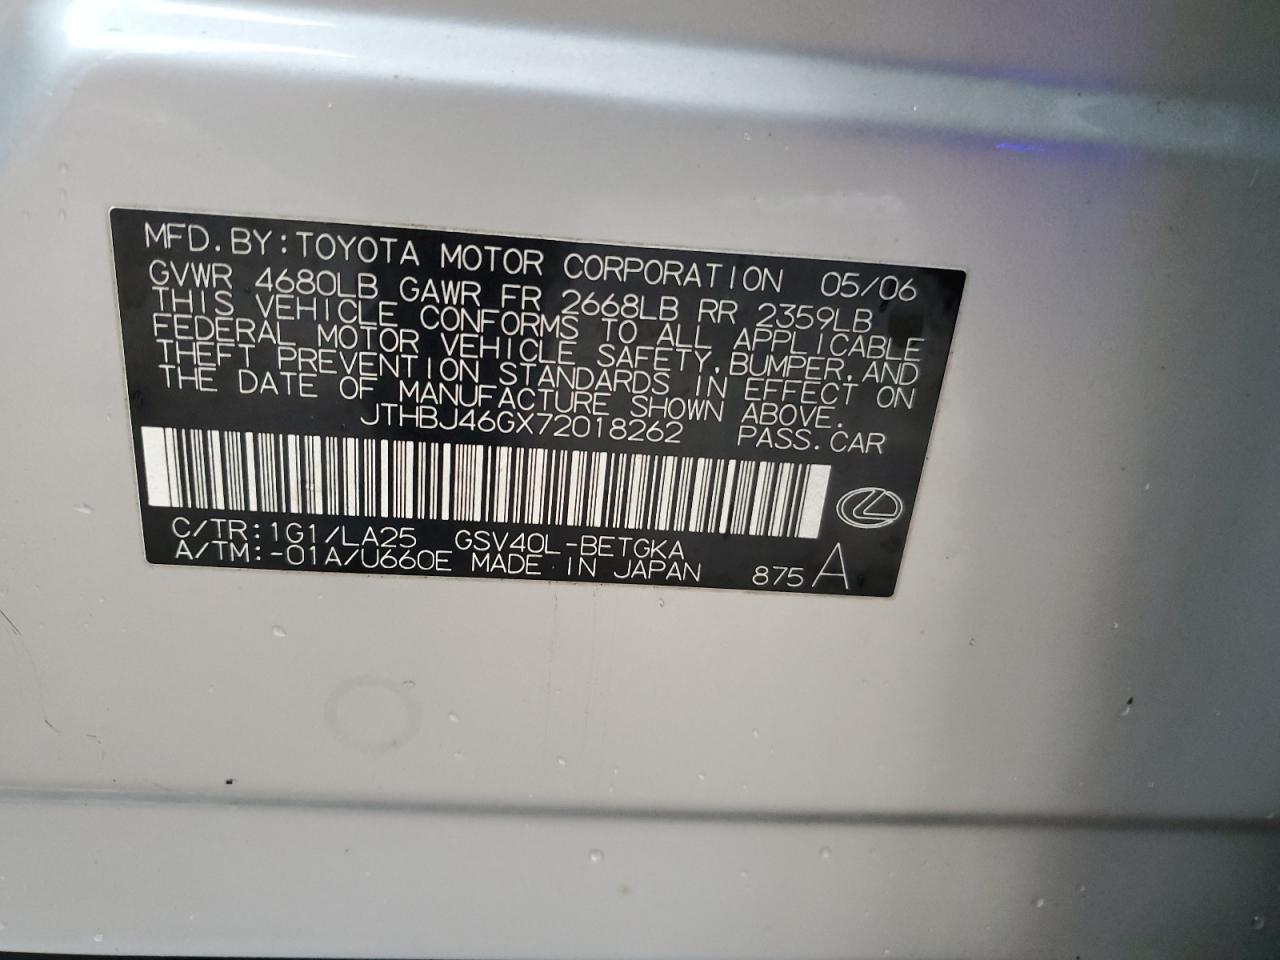 MFD. BY: TOYOTA MOTOR CORPORATION 05/06
GVWR 4680LB GAWR FR 2668LB RR 2359LB
THIS VEHICLE CONFORMS TO ALL APPLICABLE
FEDERAL MOTOR VEHICLE SAFETY, BUMPER, AND
THEFT PREVENTION STANDARDS IN EFFECT ON
THE DATE OF MANUFACTURE SHOWN ABOVE.
JTHBJ46GX72018262 PASS. CAR
C/TR: 1G1/LA25 GSV40L-BETGKA
A/TM: -01A/U660E MADE IN JAPAN 875 A